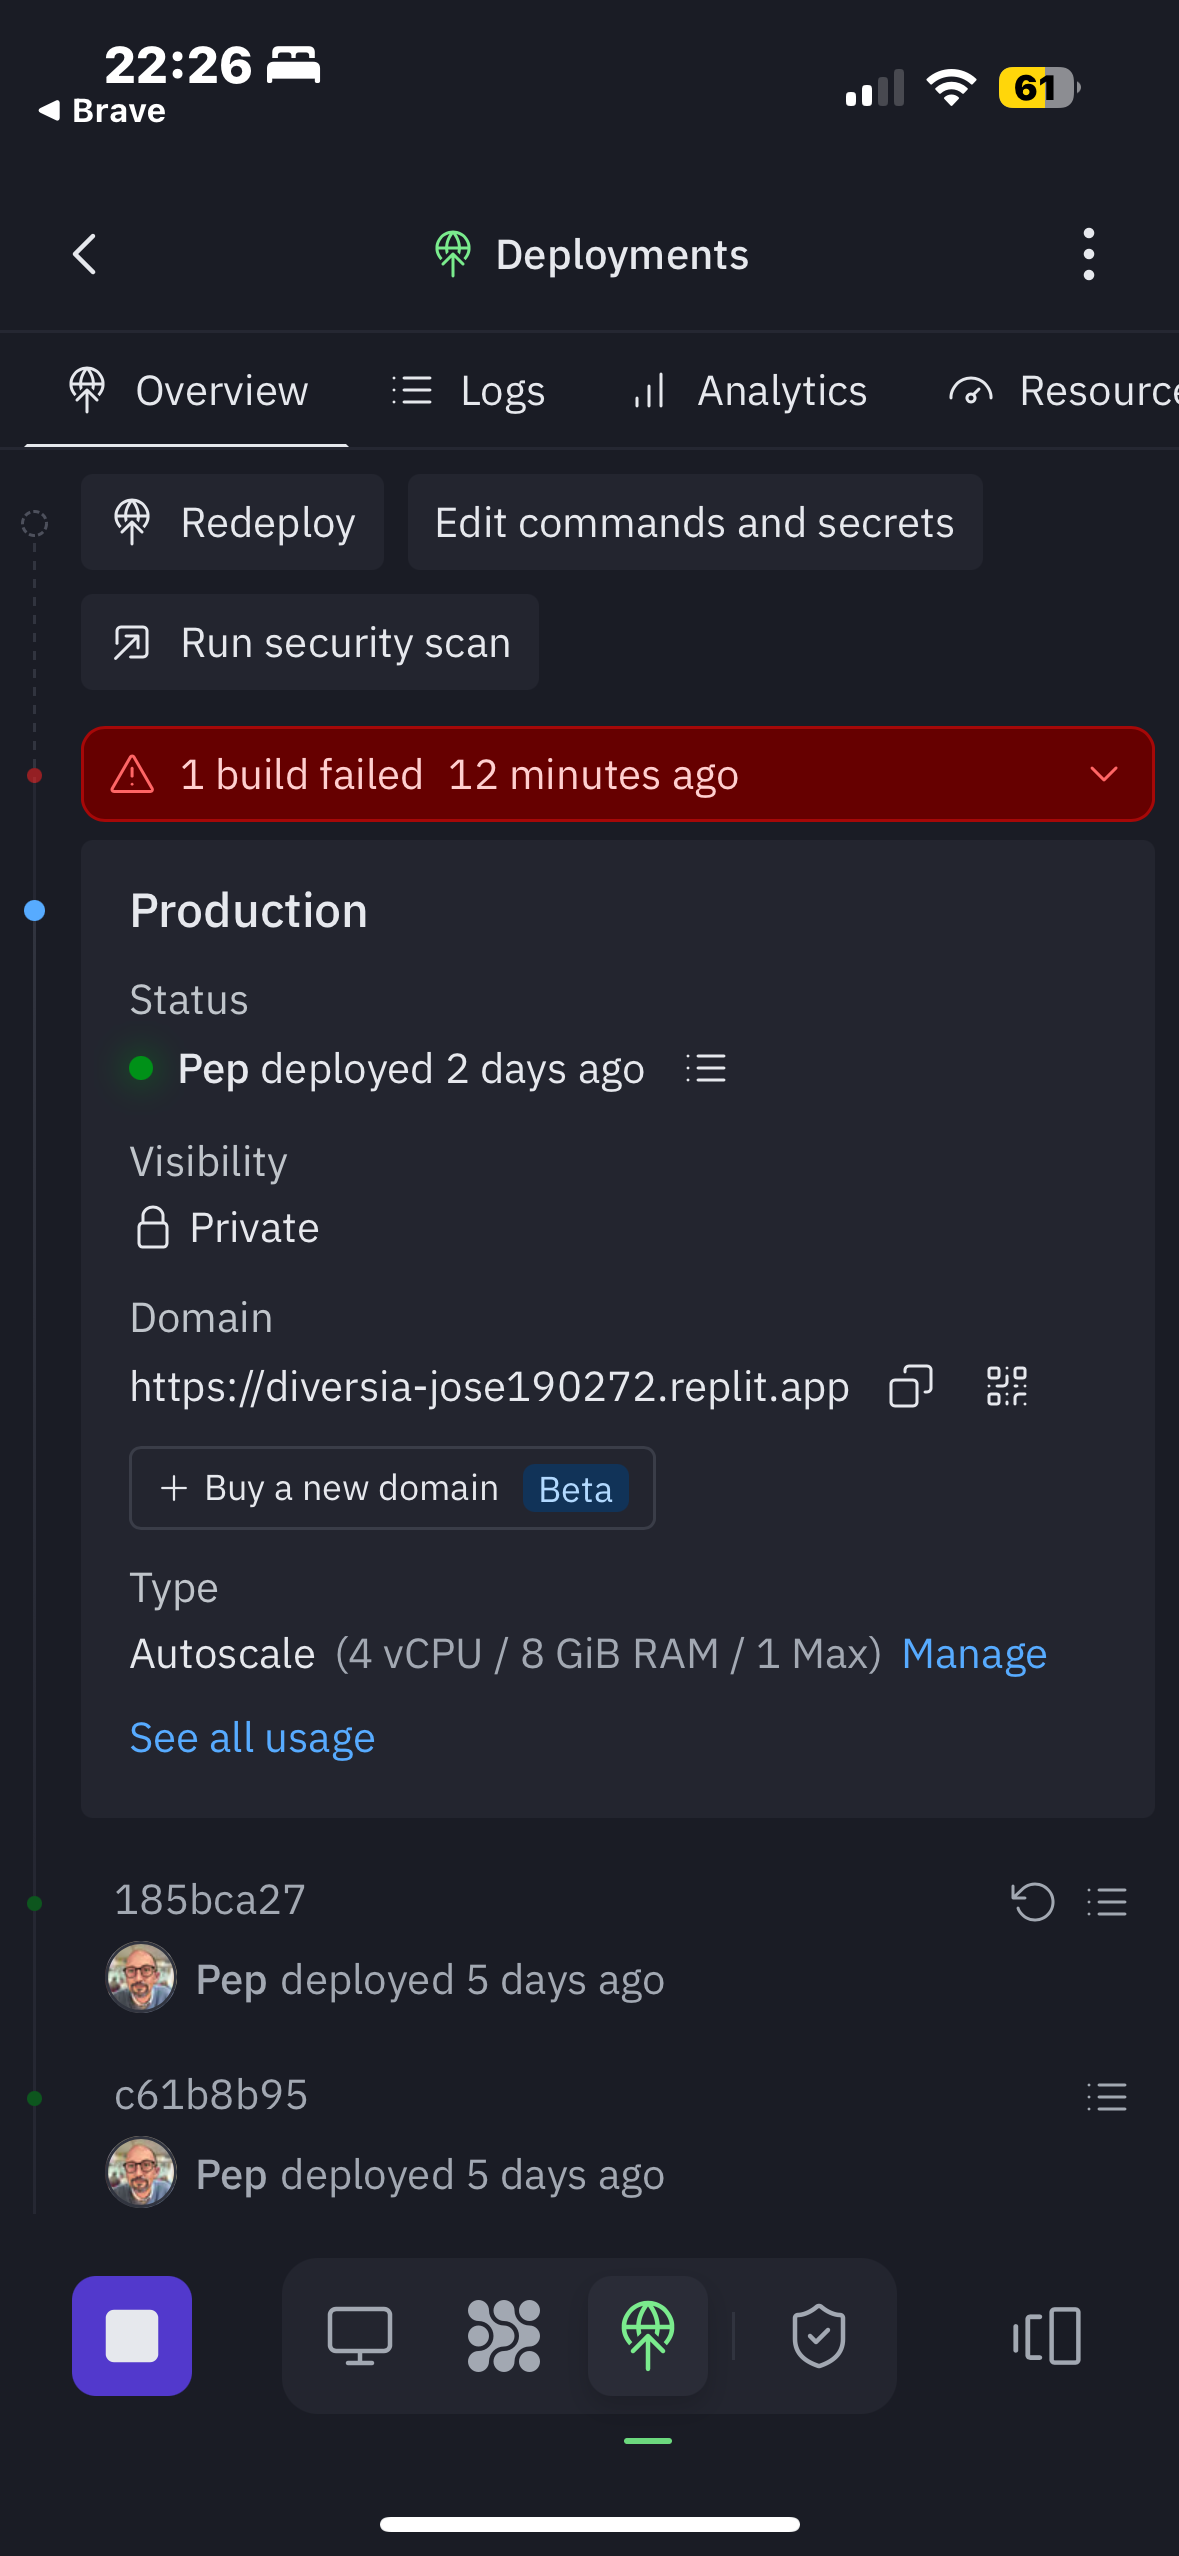 22:26
Brave
61
Deployments
Overview
Logs
Analytics
Resource
Redeploy
Edit commands and secrets
Run security scan
1 build failed 12 minutes ago
Production
Status
Pep deployed 2 days ago
Visibility
Private
Domain
https://diversia-jose190272.replit.app
Buy a new domain Beta
Type
Autoscale (4 vCPU / 8 GiB RAM / 1 Max) Manage
See all usage
185bca27
Pep deployed 5 days ago
c61b8b95
Pep deployed 5 days ago